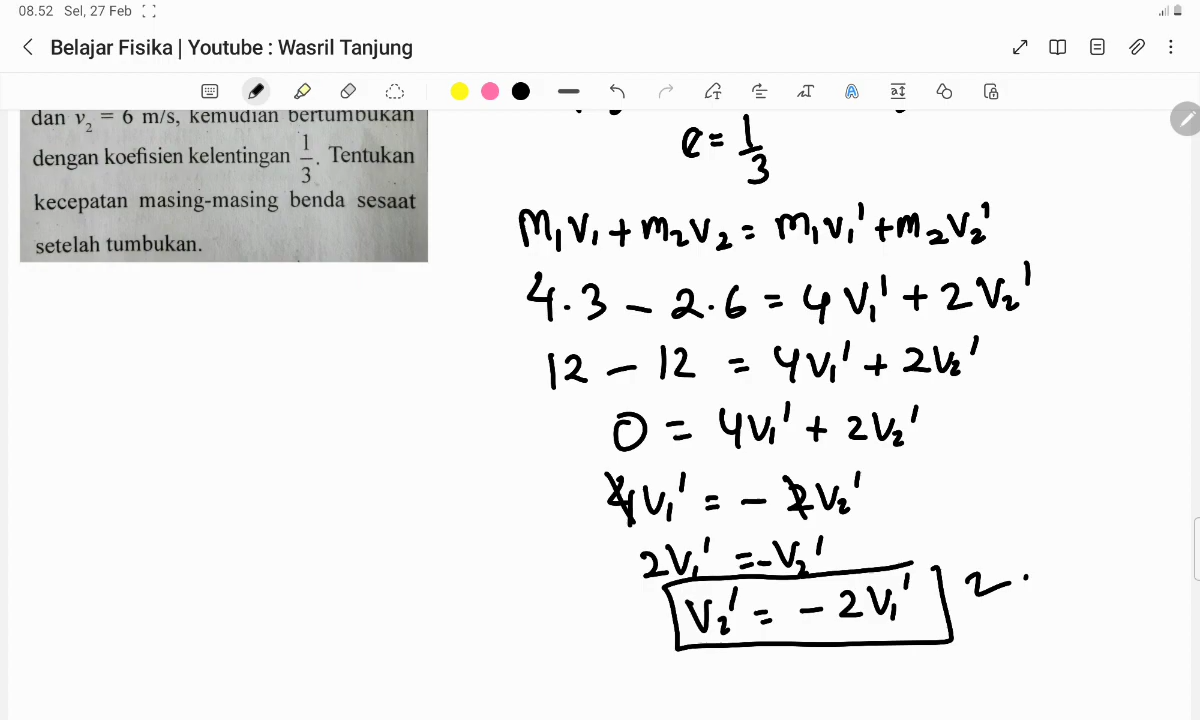 08.52 Sel, 27 Feb
Belajar Fisika | Youtube : Wasril Tanjung
dan v₂ = 6 m/s, kemudian bertumbukan
dengan koefisien kelentingan 1/3. Tentukan
kecepatan masing-masing benda sesaat
setelah tumbukan.
e = 1/3
m₁v₁ + m₂v₂ = m₁v₁' + m₂v₂'
4.3 - 2.6 = 4v₁' + 2v₂'
12 - 12 = 4v₁' + 2v₂'
0 = 4v₁' + 2v₂'
4v₁' = - 2v₂'
2v₁' = -v₂'
v₂' = - 2v₁' 2.